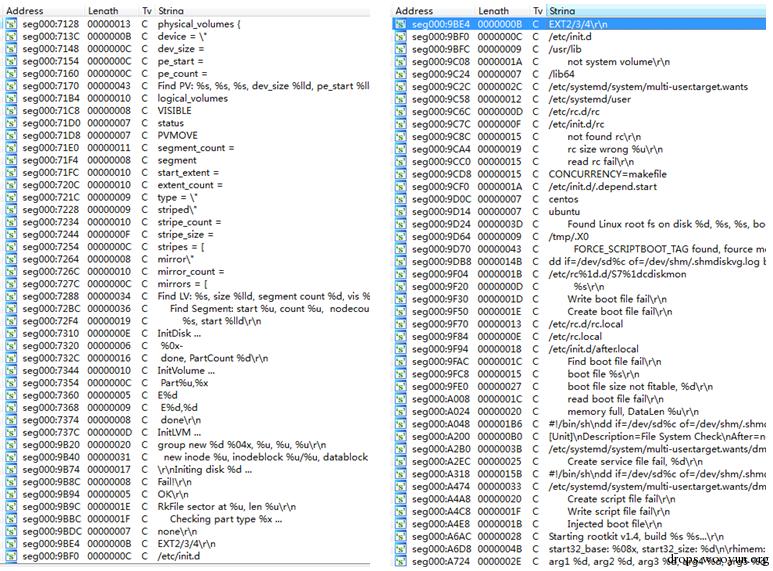 Address Length Tv C String
seg000:7128 00000013 C physical_volumes {
seg000:713C 0000000B C device = \"
seg000:7148 0000000C C dev_size =
seg000:7154 0000000C C pe_start =
seg000:7160 0000000C C pe_count =
seg000:7170 00000043 C Find PV: %s, %s, %s, dev_size %lld, pe_start %ll
seg000:71B4 00000010 C logical_volumes
seg000:71C8 00000008 C VISIBLE
seg000:71D0 00000007 C status
seg000:71D8 00000007 C PVMOVE
seg000:71E0 00000011 C segment_count =
seg000:71F4 00000008 C segment
seg000:71FC 00000010 C start_extent =
seg000:720C 00000010 C extent_count =
seg000:721C 00000009 C type = \"
seg000:7228 00000009 C striped\"
seg000:7234 00000010 C stripe_count =
seg000:7244 0000000F C stripe_size =
seg000:7254 0000000C C stripes = [
seg000:7264 00000008 C mirror\"
seg000:726C 00000010 C mirror_count =
seg000:727C 0000000C C mirrors = [
seg000:7288 00000034 C Find LV: %s, size %lld, segment count %d, vis %
seg000:72BC 00000036 C Find Segment: start %u, count %u, nodecou
seg000:72F4 00000019 C %s, start %lld\r\n
seg000:7310 0000000E C InitDisk ...
seg000:7320 00000006 C %0x-
seg000:732C 00000016 C done, PartCount %d\r\n
seg000:7344 00000010 C InitVolume ...
seg000:7354 0000000C C Part%u,%x
seg000:7360 00000005 C E%d
seg000:7368 00000009 C E%d,%d
seg000:7374 00000008 C done\r\n
seg000:737C 0000000D C InitLVM ...
seg000:9B20 00000020 C group new %d %04x, %u, %u, %u\r\n
seg000:9B40 00000031 C new inode %u, inodeblock %u/%u, datablock
seg000:9B74 00000017 C \r\nIniting disk %d ...
seg000:9B8C 00000008 C Fail!\r\n
seg000:9B94 00000005 C OK\r\n
seg000:9B9C 0000001E C RkFile sector at %u, len %u\r\n
seg000:9BBC 0000001F C Checking part type %x ...
seg000:9BDC 00000007 C none\r\n
seg000:9BE4 0000000B C EXT2/3/4\r\n
seg000:9BF0 0000000C C /etc/init.d
Address Length Tv C String
seg000:9BE4 0000000B C EXT2/3/4\r\n
seg000:9BF0 0000000C C /etc/init.d
seg000:9BFC 00000009 C /usr/lib
seg000:9C08 0000001A C not system volume\r\n
seg000:9C24 00000007 C /lib64
seg000:9C2C 0000002C C /etc/systemd/system/multi-user.target.wants
seg000:9C58 00000012 C /etc/systemd/user
seg000:9C6C 0000000D C /etc/rc.d/rc
seg000:9C7C 0000000F C /etc/init.d/rc
seg000:9C8C 00000015 C not found rc\r\n
seg000:9CA4 00000019 C rc size wrong %u\r\n
seg000:9CC0 00000015 C read rc fail\r\n
seg000:9CD8 00000015 C CONCURRENCY=makefile
seg000:9CF0 0000001A C /etc/init.d/.depend.start
seg000:9D0C 00000007 C centos
seg000:9D14 00000007 C ubuntu
seg000:9D24 0000003D C Found Linux root fs on disk %d, %s, %s, bo
seg000:9D64 00000009 C /tmp/.X0
seg000:9D70 00000043 C FORCE_SCRIPTBOOT_TAG found, fource m
seg000:9DB8 0000014B C dd if=/dev/sd%c of=/dev/shm/.shmdiskvg.log b
seg000:9F04 0000001B C /etc/rc%1d.d/S7%1dcdiskmon
seg000:9F20 0000000D C %s\r\n
seg000:9F30 0000001D C Write boot file fail\r\n
seg000:9F50 0000001E C Create boot file fail\r\n
seg000:9F70 00000013 C /etc/rc.d/rc.local
seg000:9F84 0000000E C /etc/rc.local
seg000:9F94 00000018 C /etc/init.d/after.local
seg000:9FAC 0000001C C Find boot file fail\r\n
seg000:9FC8 00000015 C boot file %s\r\n
seg000:9FE0 00000027 C boot file size not fitable, %d\r\n
seg000:A008 0000001C C read boot file fail\r\n
seg000:A024 00000020 C memory full, DataLen %u\r\n
seg000:A048 000001B6 C #!/bin/sh\ndd if=/dev/sd%c of=/dev/shm/.shmc
seg000:A200 000000B0 C [Unit]\nDescription=File System Check\nAfter=n
seg000:A2B0 0000003B C /etc/systemd/system/multi-user.target.wants/dm
seg000:A2EC 00000025 C Create service file fail, %d\r\n
seg000:A318 0000015B C #!/bin/sh\ndd if=/dev/sd%c of=/dev/shm/.shmc
seg000:A474 00000033 C /etc/systemd/system/multi-user.target.wants/dm
seg000:A4A8 00000020 C Create script file fail\r\n
seg000:A4C8 0000001F C Write script file fail\r\n
seg000:A4E8 0000001B C Injected boot file\r\n
seg000:A6AC 00000028 C Starting rootkit v1.4, build %s %s...\r\n
seg000:A6D8 0000004B C start32_base: %08x, start32_size: %d\n\rhimem:
seg000:A724 0000002E C arg1 %d, arg2 %d, arg3 %d, arg4 %d, arg5 %d,
drops.wooyun.org